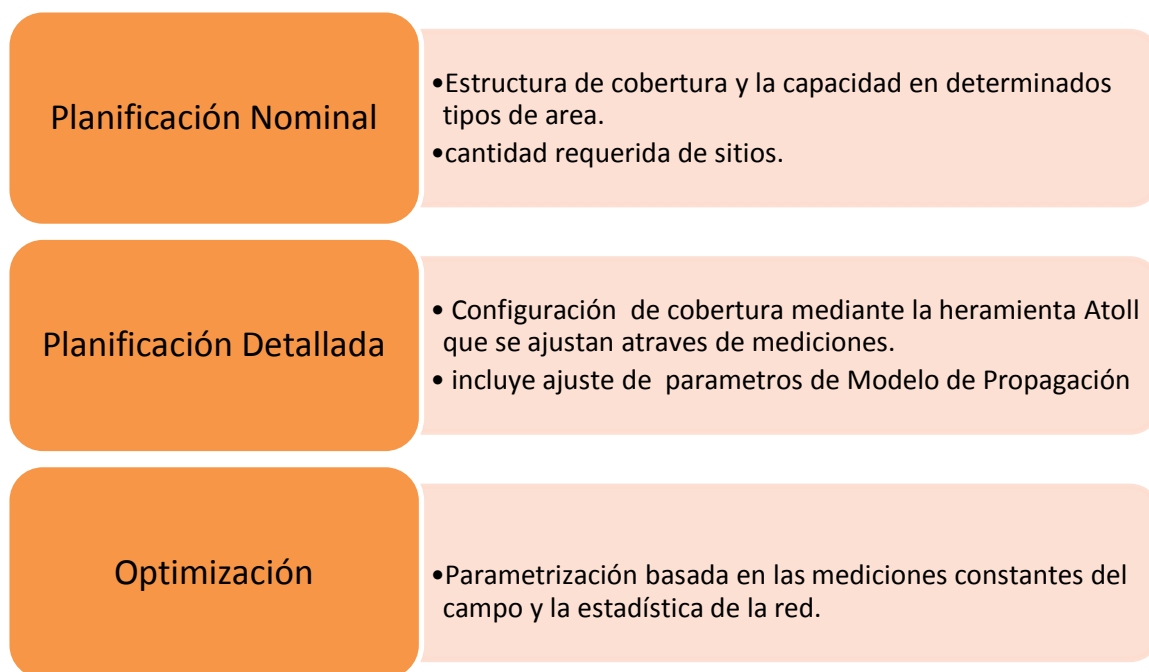 Planificación Nominal
•Estructura de cobertura y la capacidad en determinados
tipos de area.
•cantidad requerida de sitios.
Planificación Detallada
• Configuración de cobertura mediante la heramienta Atoll
que se ajustan atraves de mediciones.
• incluye ajuste de parametros de Modelo de Propagación
Optimización
•Parametrización basada en las mediciones constantes del
campo y la estadística de la red.